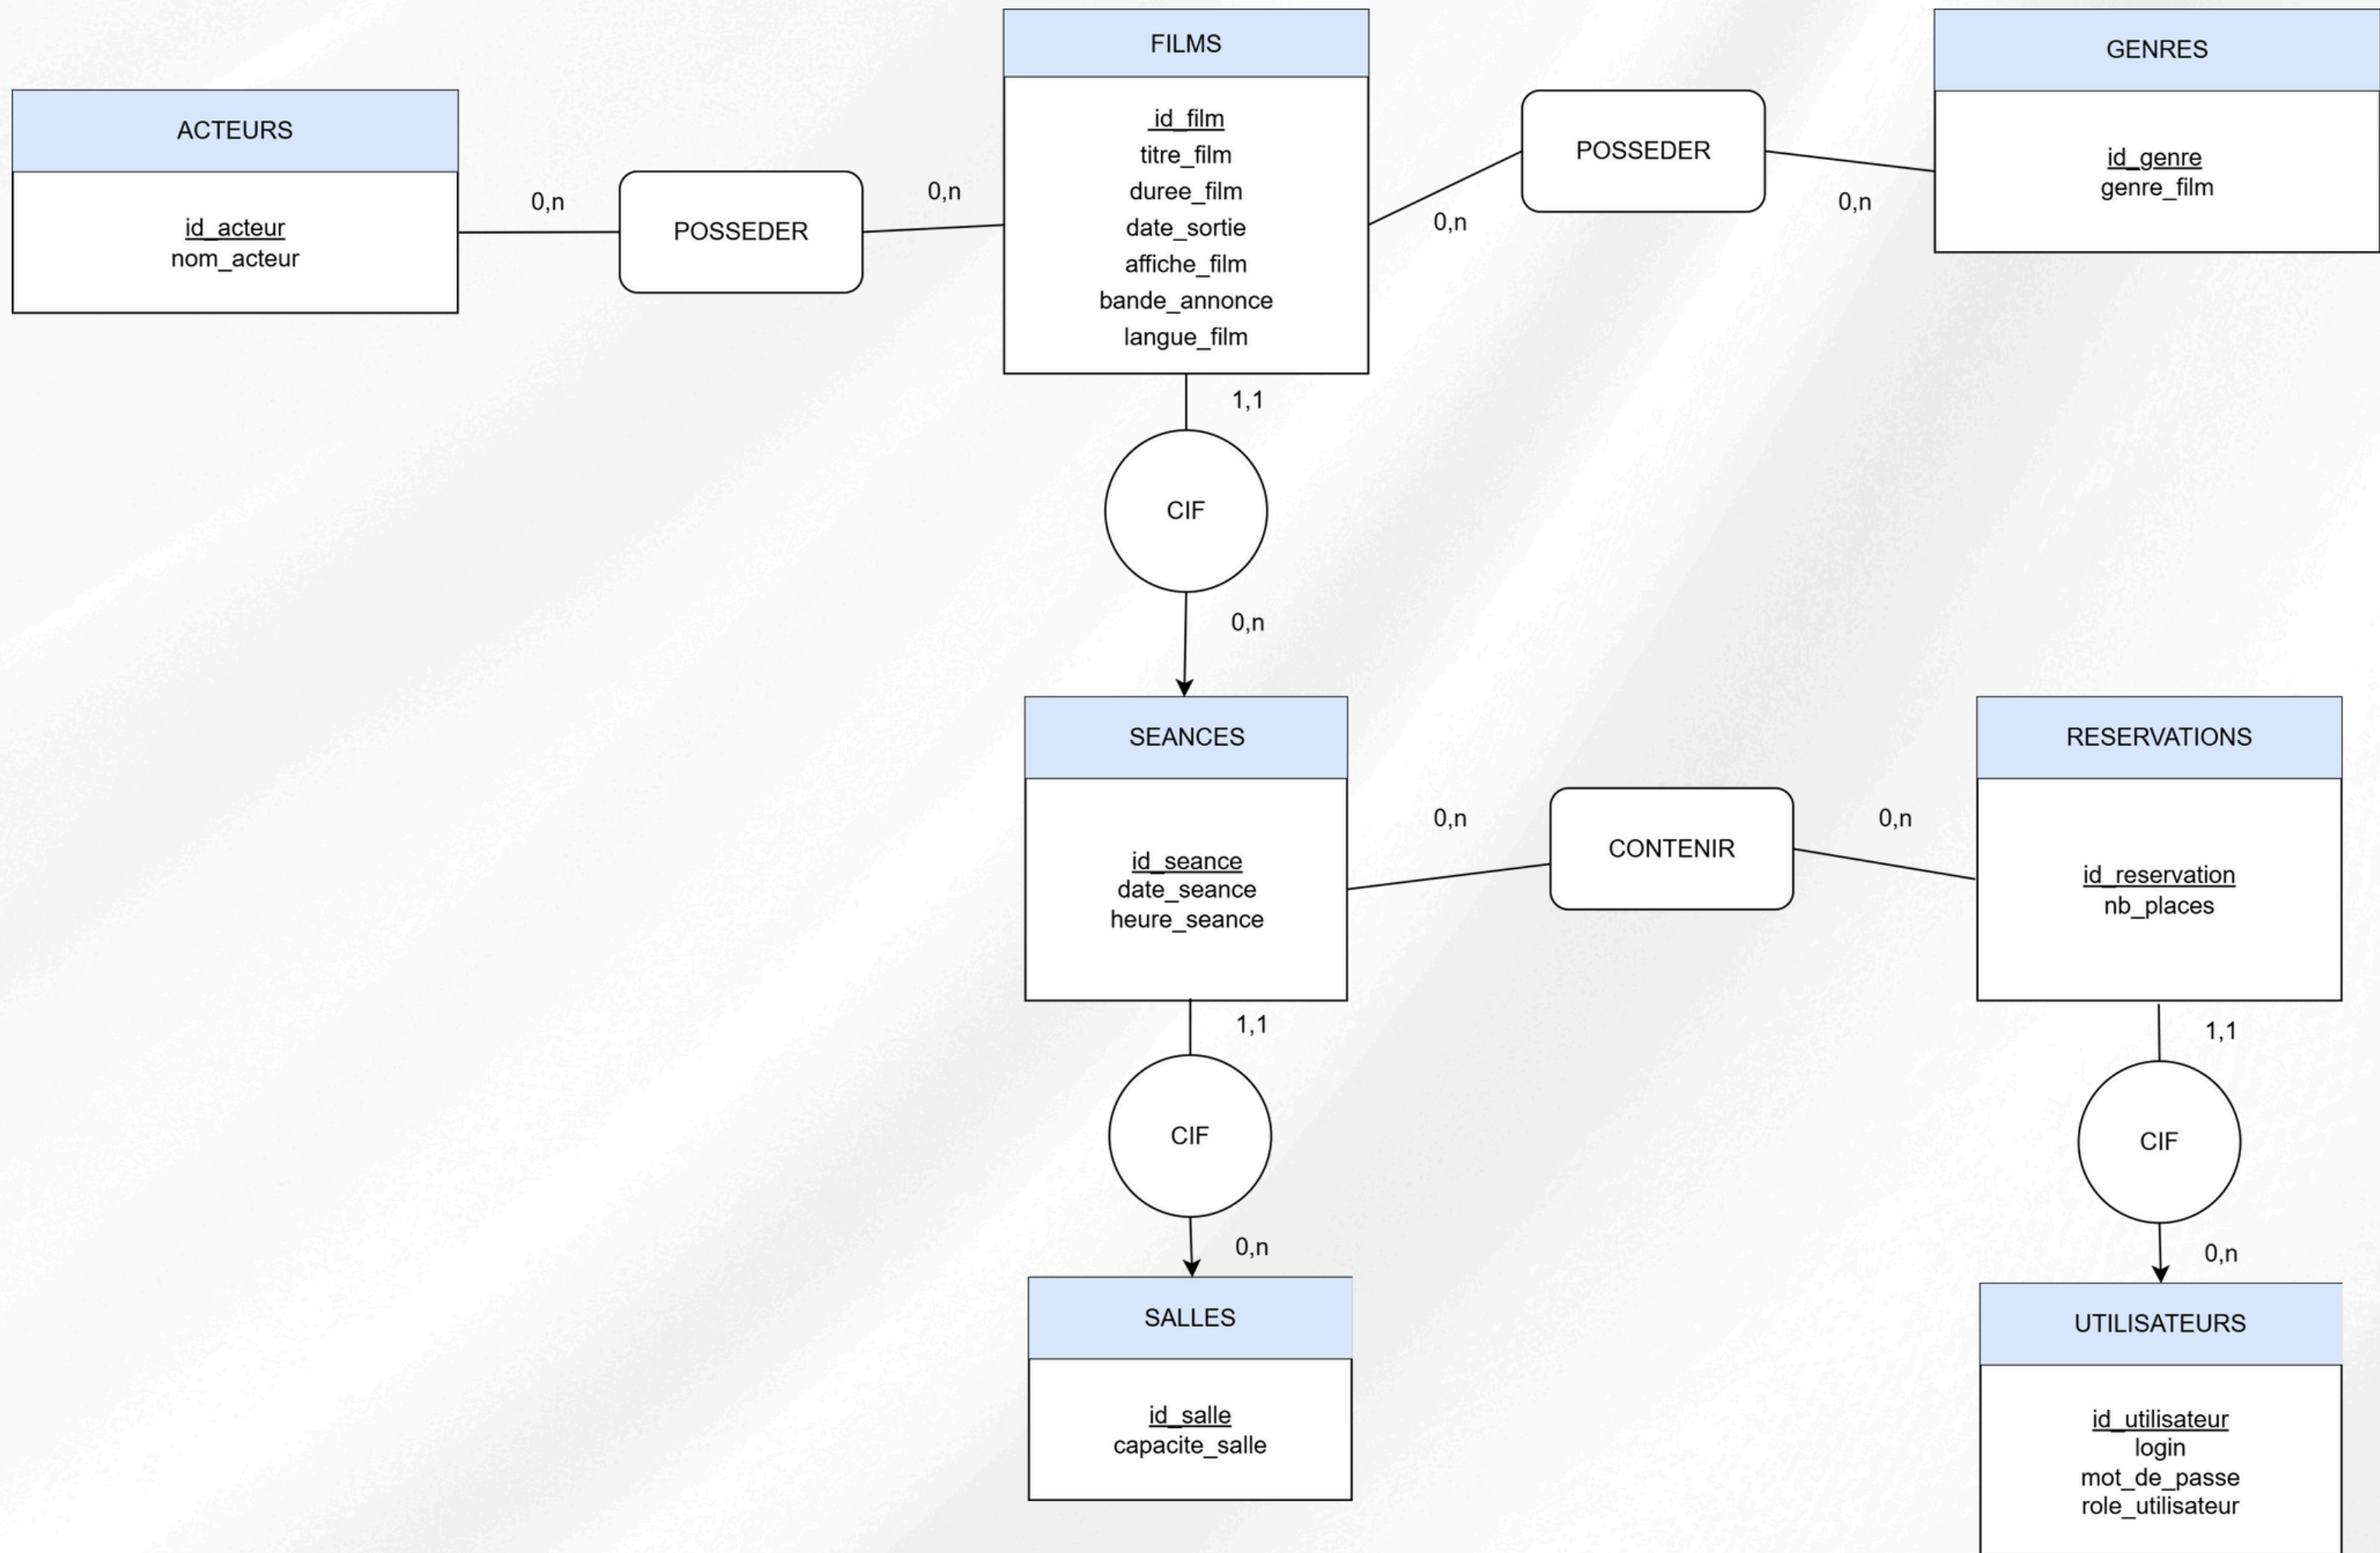 FILMS
id_film
titre_film
duree_film
date_sortie
affiche_film
bande_annonce
langue_film
GENRES
id_genre
genre_film
ACTEURS
id_acteur
nom_acteur
0,n
POSSEDER
0,n
0,n
POSSEDER
0,n
1,1
CIF
0,n
SEANCES
id_seance
date_seance
heure_seance
0,n
CONTENIR
0,n
RESERVATIONS
id_reservation
nb_places
1,1
CIF
0,n
SALLES
id_salle
capacite_salle
1,1
CIF
0,n
UTILISATEURS
id_utilisateur
login
mot_de_passe
role_utilisateur